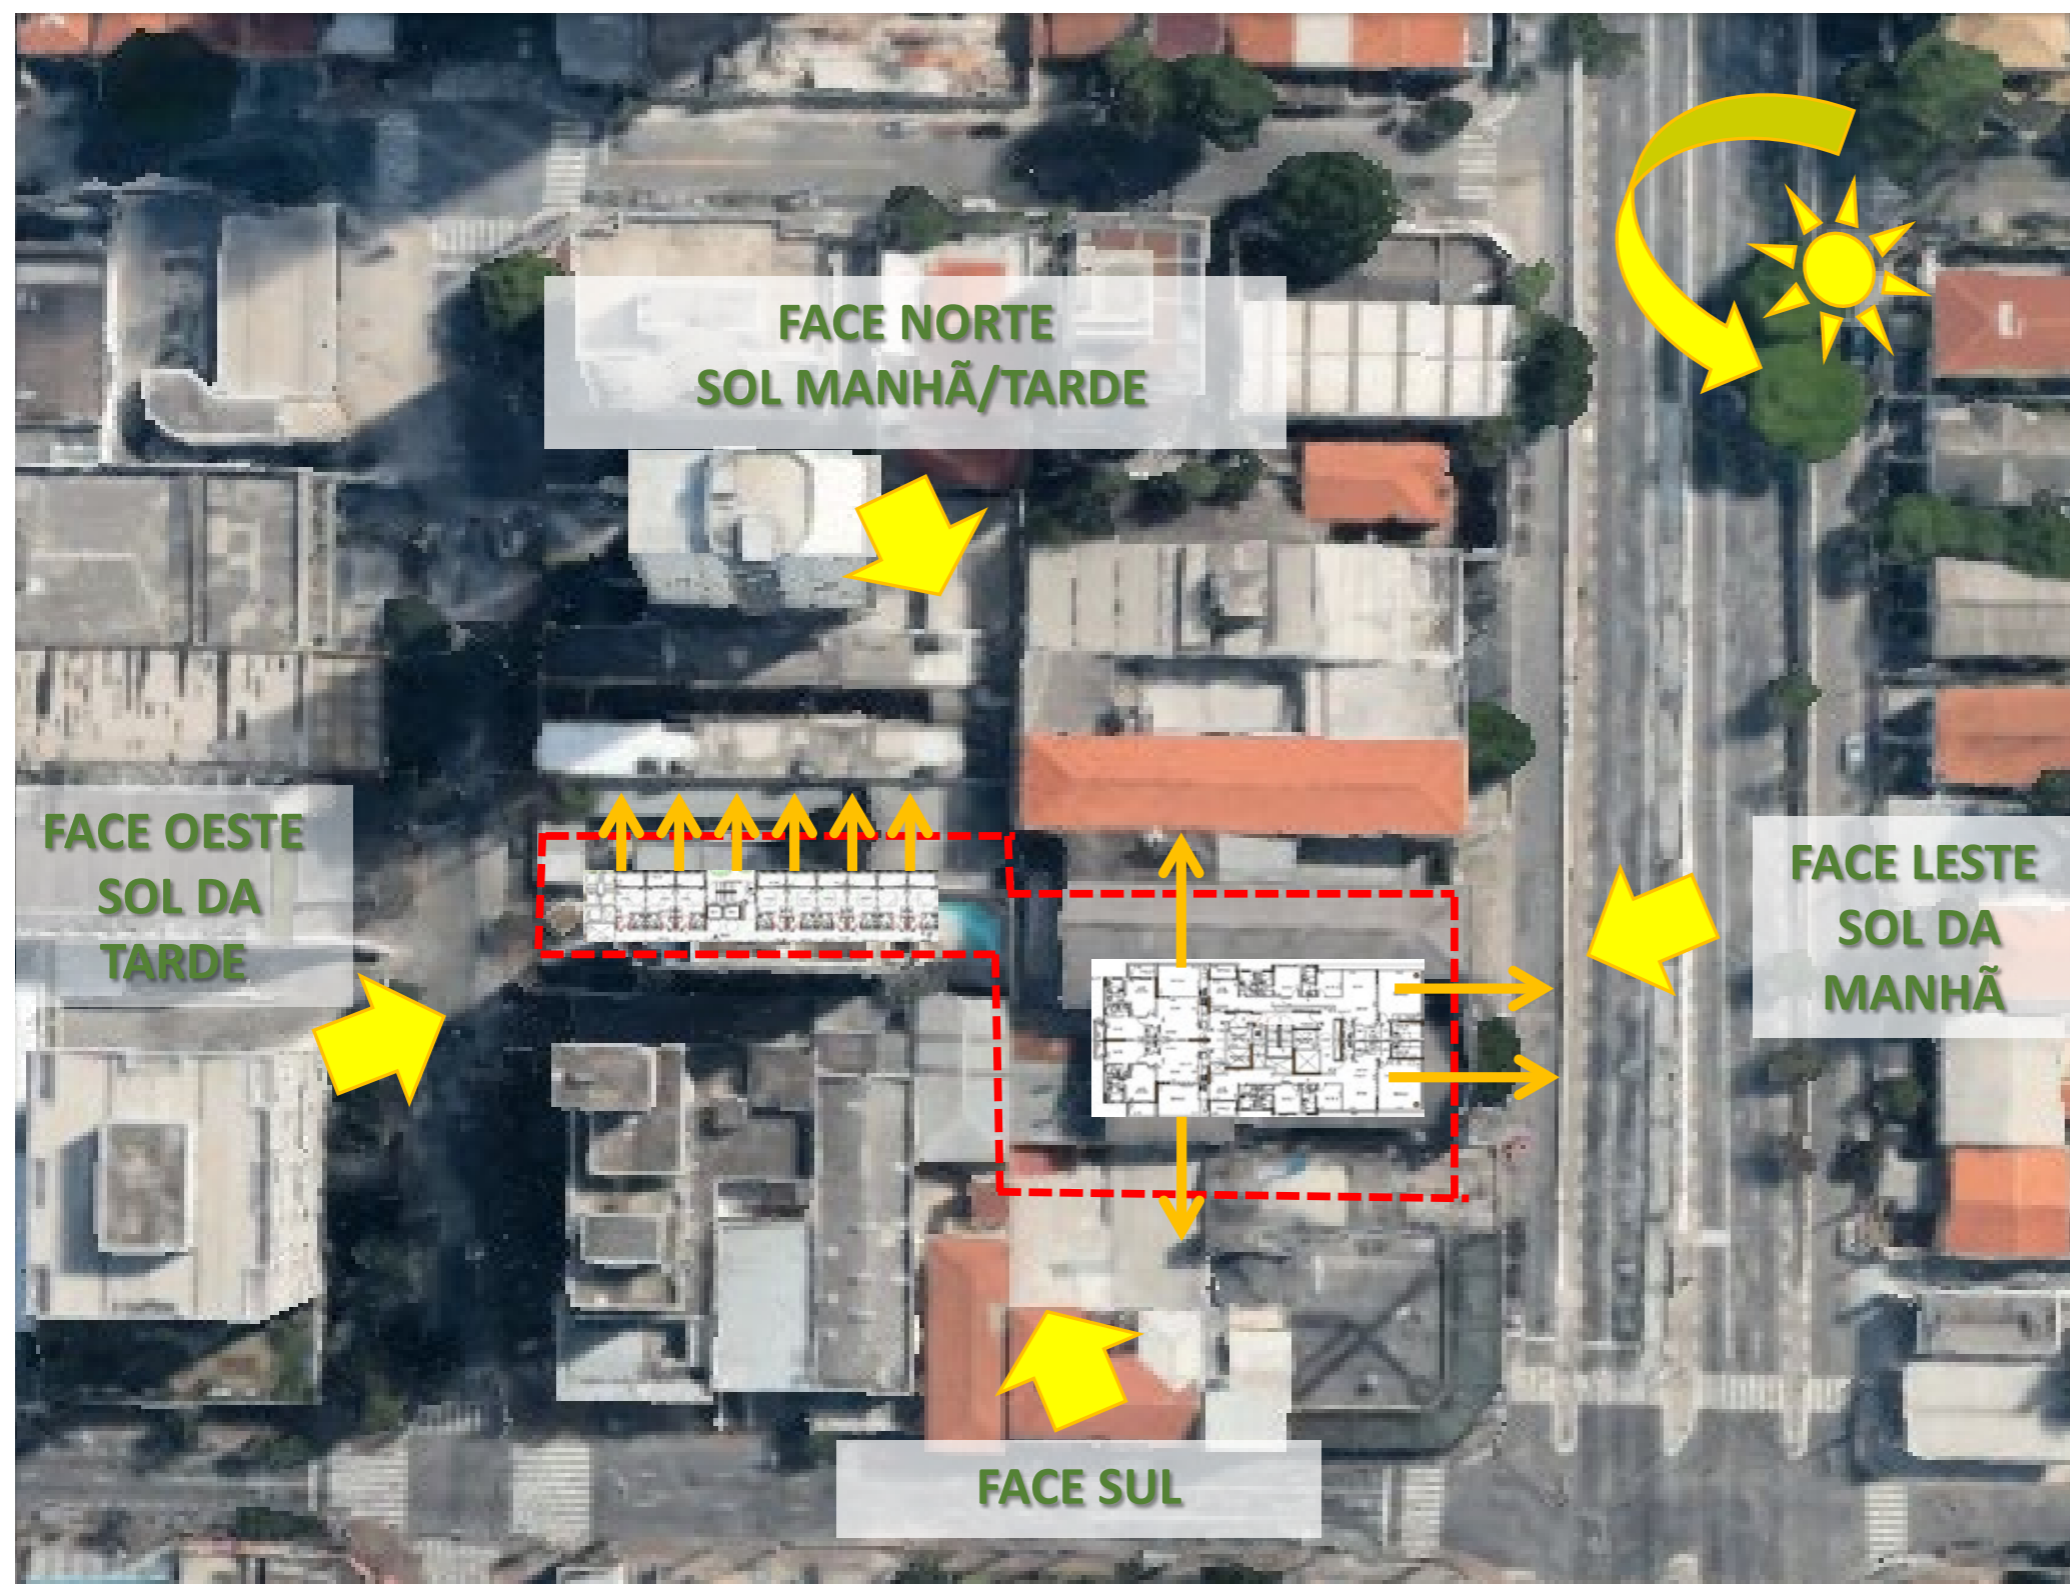 FACE NORTE
SOL MANHÃ/TARDE
FACE OESTE
SOL DA
TARDE
FACE LESTE
SOL DA
MANHÃ
FACE SUL